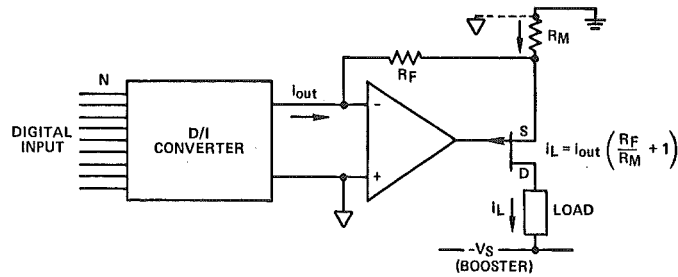 N
DIGITAL
INPUT
D/I
CONVERTER
Iout
RF
RM
−
+
S
D
iL = iout (RF/RM + 1)
iL
LOAD
-VS
(BOOSTER)